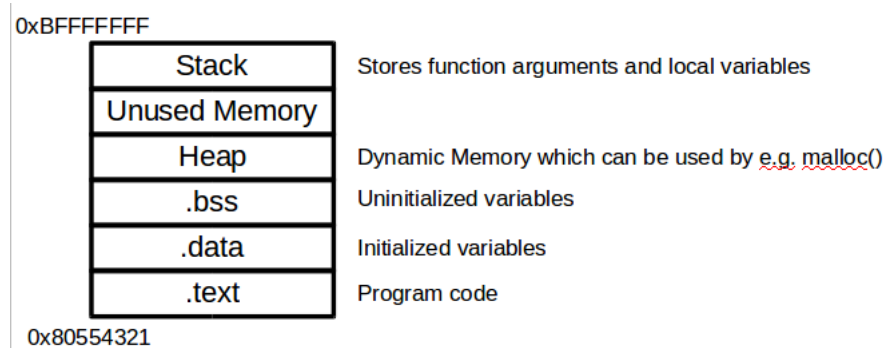 0xBFFFFFFF
Stack Stores function arguments and local variables
Unused Memory
Heap Dynamic Memory which can be used by e.g. malloc()
.bss Uninitialized variables
.data Initialized variables
.text Program code
0x80554321